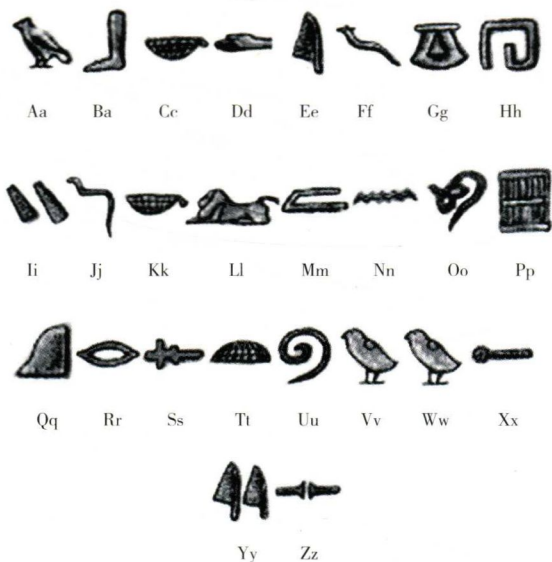 Aa Ba Cc Dd Ee Ff Gg Hh
Ii Jj Kk Ll Mm Nn Oo Pp
Qq Rr Ss Tt Uu Vv Ww Xx
Yy Zz